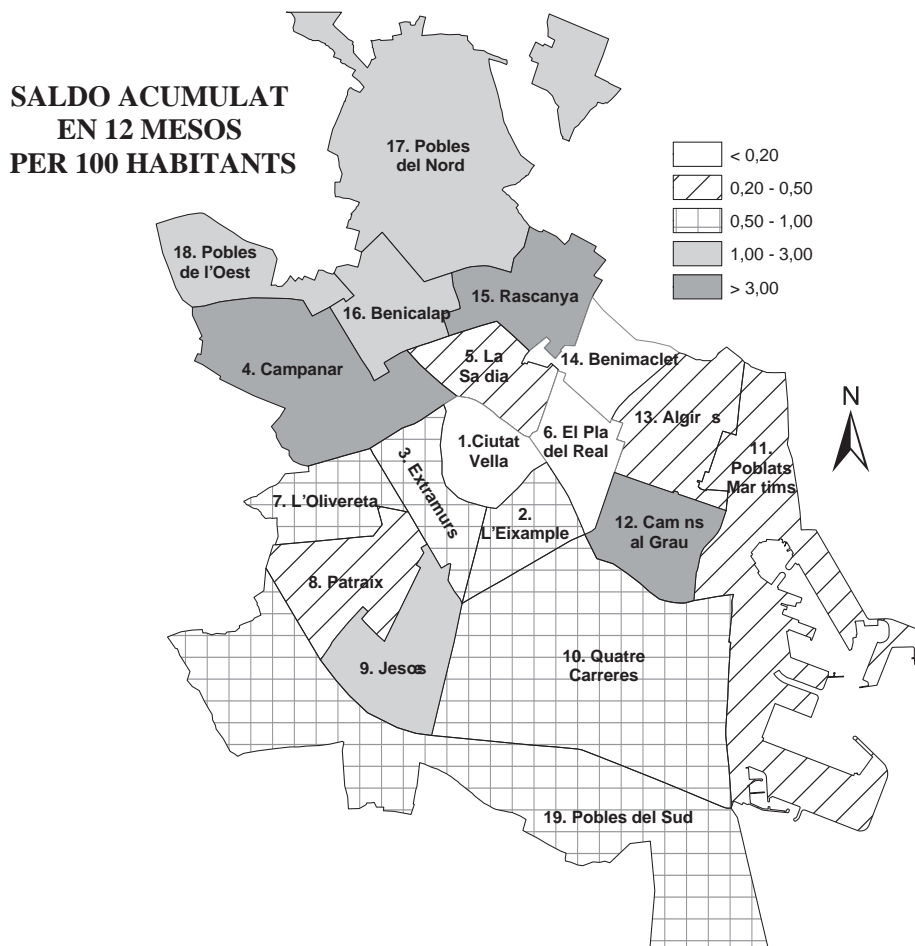 SALDO ACUMULAT
EN 12 MESOS
PER 100 HABITANTS
< 0,20
0,20 - 0,50
0,50 - 1,00
1,00 - 3,00
> 3,00
17. Pobles
del Nord
18. Pobles
de l'Oest
16. Benicalap
15. Rascanya
4. Campanar
5. La
Sa dia
14. Benimaclet
13. Algir s
N
1.Ciutat
Vella
6. El Pla
del Real
11.
Poblats
Mar tims
3. Extramurs
7. L'Olivereta
2.
L'Eixample
12. Cam ns
al Grau
8. Patraix
9.
10. Quatre
Carreres
19. Pobles del Sud